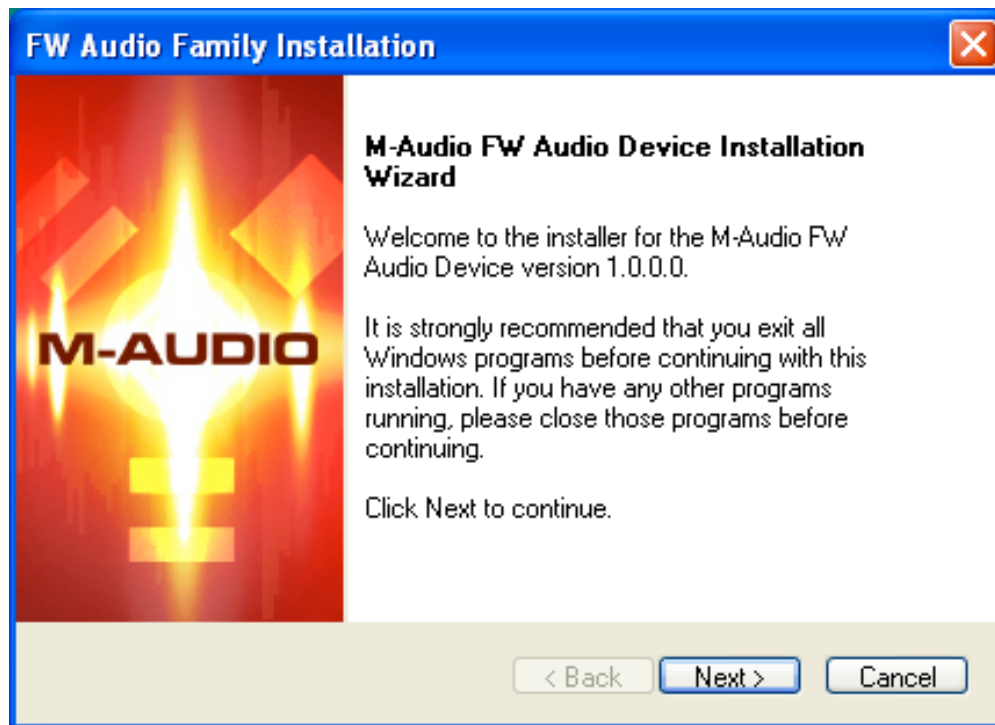 FW Audio Family Installation
M-AUDIO
M-Audio FW Audio Device Installation
Wizard
Welcome to the installer for the M-Audio FW
Audio Device version 1.0.0.0.
It is strongly recommended that you exit all
Windows programs before continuing with this
installation. If you have any other programs
running, please close those programs before
continuing.
Click Next to continue.
< Back Next > Cancel